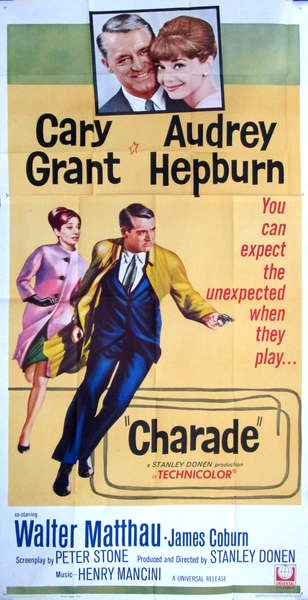 Cary Audrey
Grant Hepburn
You
can
expect
the
unexpected
when
they
play...
"Charade"
a STANLEY DONEN production
in TECHNICOLOR®
co-starring
Walter Matthau · James Coburn
Screenplay by PETER STONE Produced and Directed by STANLEY DONEN
Music - HENRY MANCINI A UNIVERSAL RELEASE